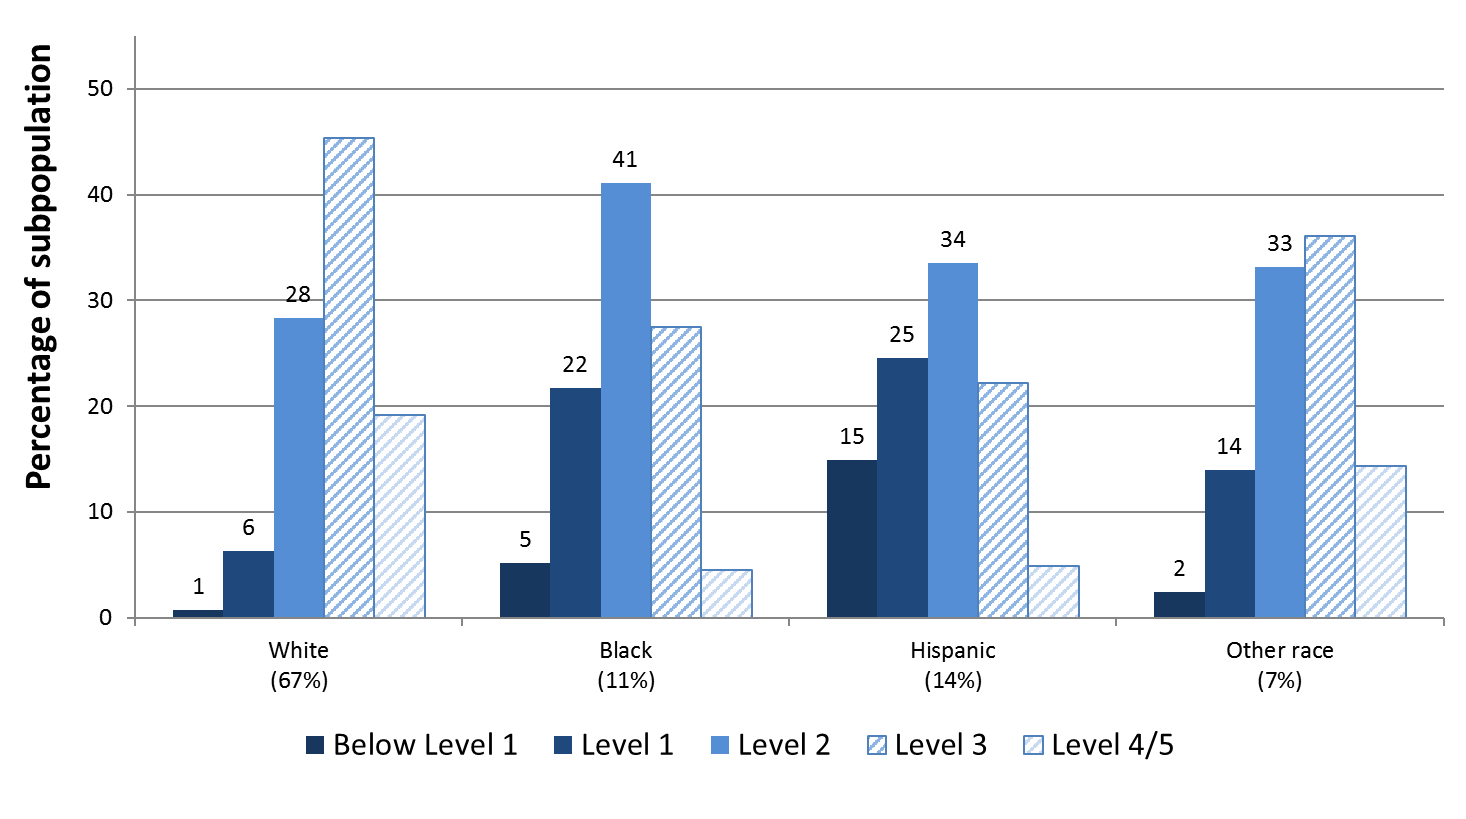 Percentage of subpopulation
50
40
30
20
10
0
1
6
28
5
22
41
15
25
34
2
14
33
White
(67%)
Black
(11%)
Hispanic
(14%)
Other race
(7%)
Below Level 1
Level 1
Level 2
Level 3
Level 4/5